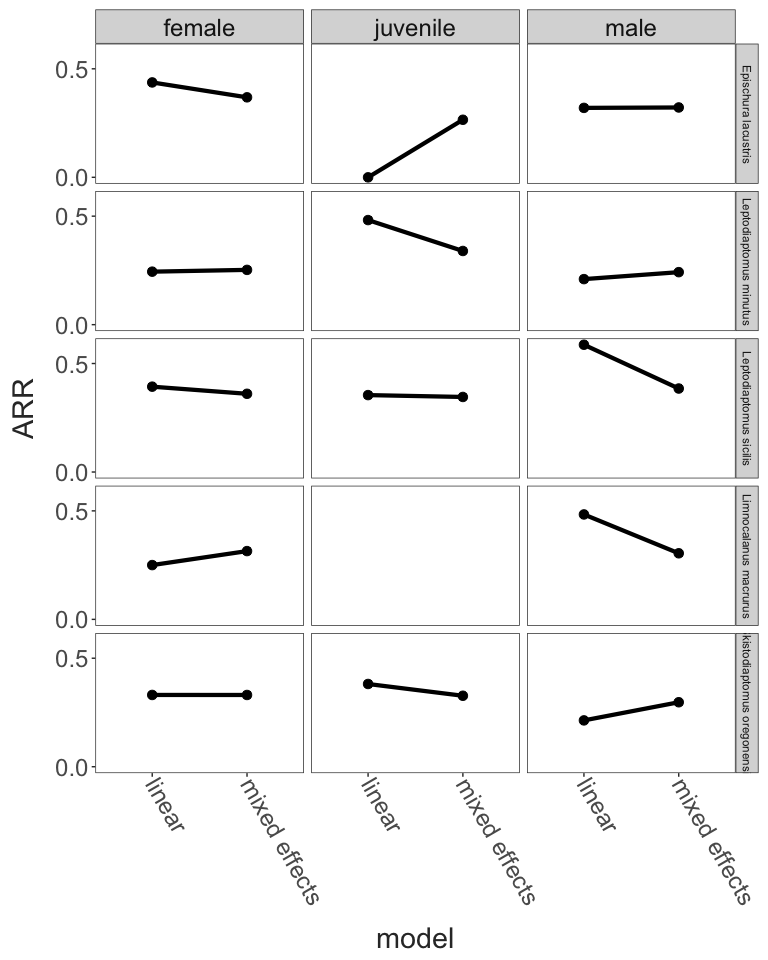 female juvenile male
0.5
0.0
Epischura lacustris
0.5
0.0
Leptodiaptomus minutus
0.5
0.0
Leptodiaptomus sicilis
0.5
0.0
Limnocalanus macrurus
0.5
0.0
kistodiaptomus oregonens
ARR
linear mixed effects linear mixed effects linear mixed effects
model